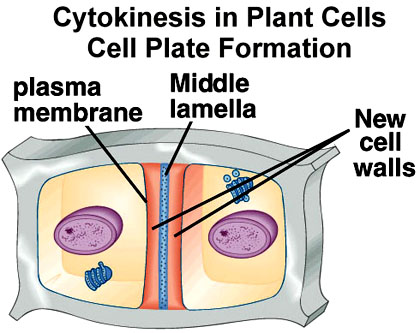 Cytokinesis in Plant Cells
Cell Plate Formation
plasma
membrane
Middle
lamella
New
cell
walls